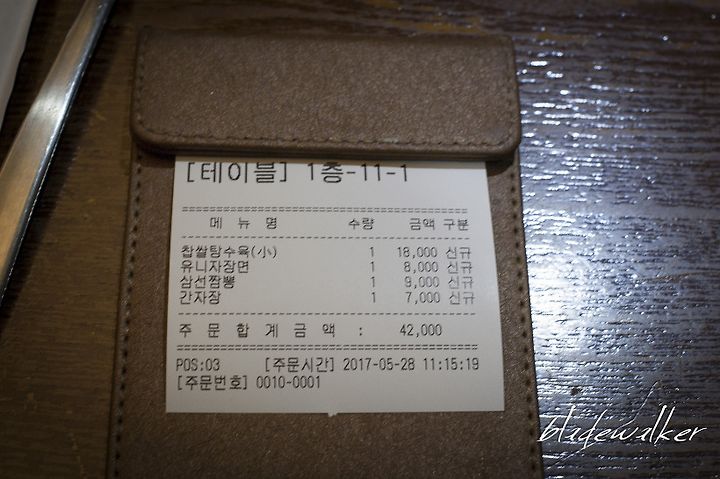 [테이블] 1층-11-1
메 뉴 명 수량 금액 구분
찹쌀탕수육(小) 1 18,000 신규
유니자장면 1 8,000 신규
삼선짬뽕 1 9,000 신규
간자장 1 7,000 신규
주 문 합 계 금 액 : 42,000
POS:03 [주문시간] 2017-05-28 11:15:19
[주문번호] 0010-0001
bladewalker